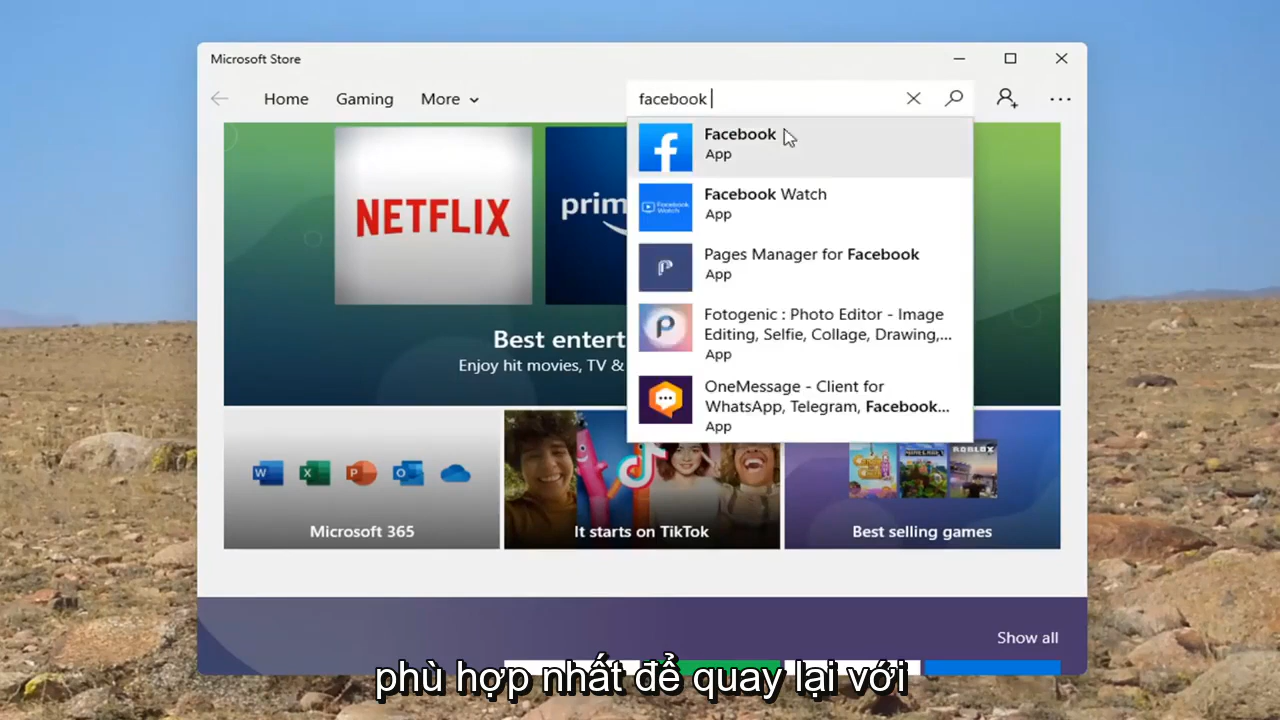 Microsoft Store
Home
Gaming
More
facebook
Facebook
App
Facebook Watch
App
Pages Manager for Facebook
App
Fotogenic : Photo Editor - Image
Editing, Selfie, Collage, Drawing,...
App
OneMessage - Client for
WhatsApp, Telegram, Facebook...
App
NETFLIX
prim
Facebook
Watch
Best entert
Enjoy hit movies, TV &
Microsoft 365
It starts on TikTok
ROBLOX
Best selling games
Show all
phù hợp nhất để quay lại với